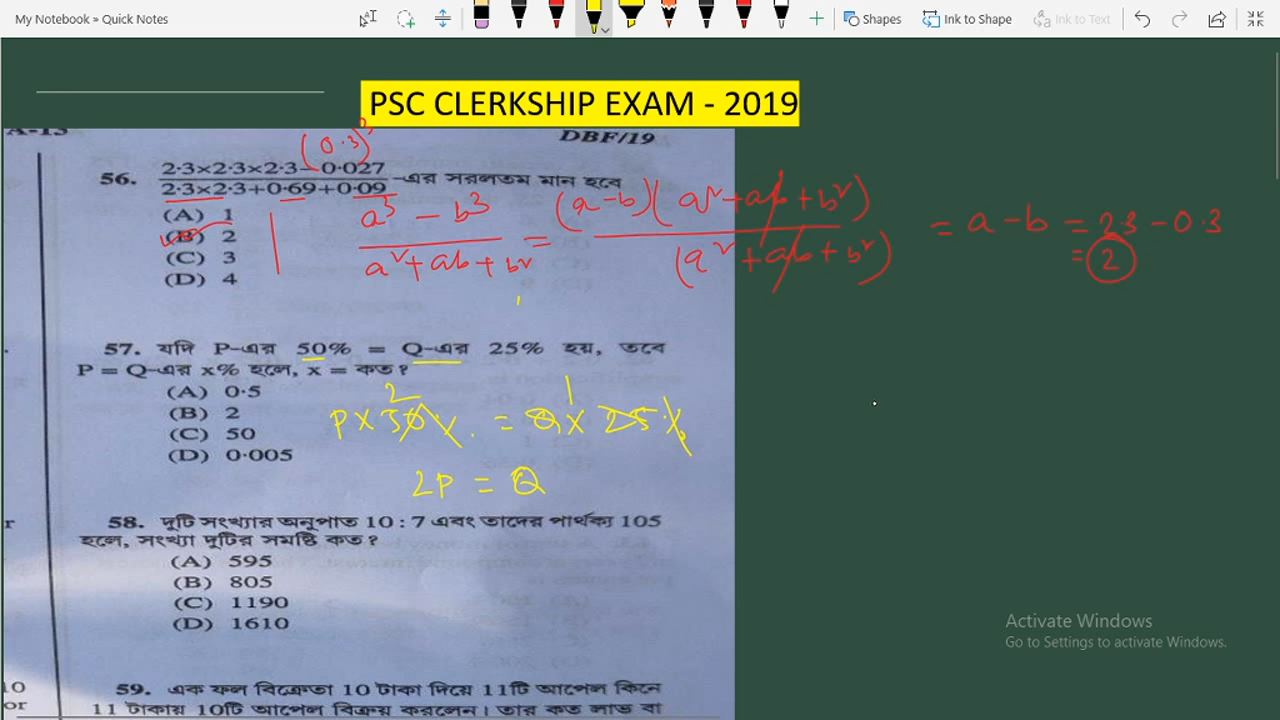 My Notebook » Quick Notes
Shapes
Ink to Shape
Ink to Text
PSC CLERKSHIP EXAM - 2019
A-13
DBF/19
(0.3)³
56. 2·3×2·3×2·3−0·027
2·3×2·3+0·69+0·09 -এর সরলতম মান হবে
(A) 1
(B) 2
(C) 3
(D) 4
a³ - b³
a² + ab + b²
= (a-b)(a²+ab+b²)
(a²+ab+b²)
= a-b = 2.3 - 0.3
= 2
57. যদি P-এর 50% = Q-এর 25% হয়, তবে
P = Q-এর x% হলে, x = কত?
(A) 0·5
(B) 2
(C) 50
(D) 0·005
2 1
P × 50% = Q × 25%
2P = Q
58. দুটি সংখ্যার অনুপাত 10 : 7 এবং তাদের পার্থক্য 105
হলে, সংখ্যা দুটির সমষ্টি কত?
(A) 595
(B) 805
(C) 1190
(D) 1610
Activate Windows
Go to Settings to activate Windows.
59. এক ফল বিক্রেতা 10 টাকা দিয়ে 11টি আপেল কিনে
11 টাকায় 10টি আপেল বিক্রয় করলেন। তার কত লাভ বা
r
10
or